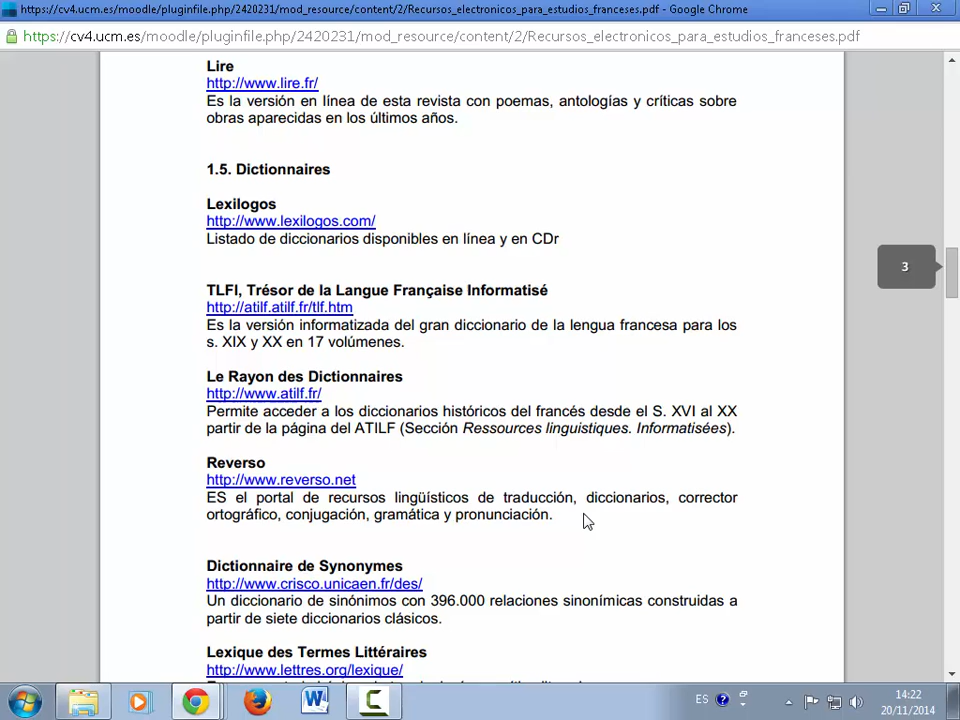 https://cv4.ucm.es/moodle/pluginfile.php/2420231/mod_resource/content/2/Recursos_electronicos_para_estudios_franceses.pdf - Google Chrome
https://cv4.ucm.es/moodle/pluginfile.php/2420231/mod_resource/content/2/Recursos_electronicos_para_estudios_franceses.pdf
Lire
http://www.lire.fr/
Es la versión en línea de esta revista con poemas, antologías y críticas sobre
obras aparecidas en los últimos años.
1.5. Dictionnaires
Lexilogos
http://www.lexilogos.com/
Listado de diccionarios disponibles en línea y en CDr
3
TLFI, Trésor de la Langue Française Informatisé
http://atilf.atilf.fr/tlf.htm
Es la versión informatizada del gran diccionario de la lengua francesa para los
s. XIX y XX en 17 volúmenes.
Le Rayon des Dictionnaires
http://www.atilf.fr/
Permite acceder a los diccionarios históricos del francés desde el S. XVI al XX
partir de la página del ATILF (Sección Ressources linguistiques. Informatisées).
Reverso
http://www.reverso.net
ES el portal de recursos lingüísticos de traducción, diccionarios, corrector
ortográfico, conjugación, gramática y pronunciación.
Dictionnaire de Synonymes
http://www.crisco.unicaen.fr/des/
Un diccionario de sinónimos con 396.000 relaciones sinonímicas construidas a
partir de siete diccionarios clásicos.
Lexique des Termes Littéraires
http://www.lettres.org/lexique/
ES
14:22
20/11/2014